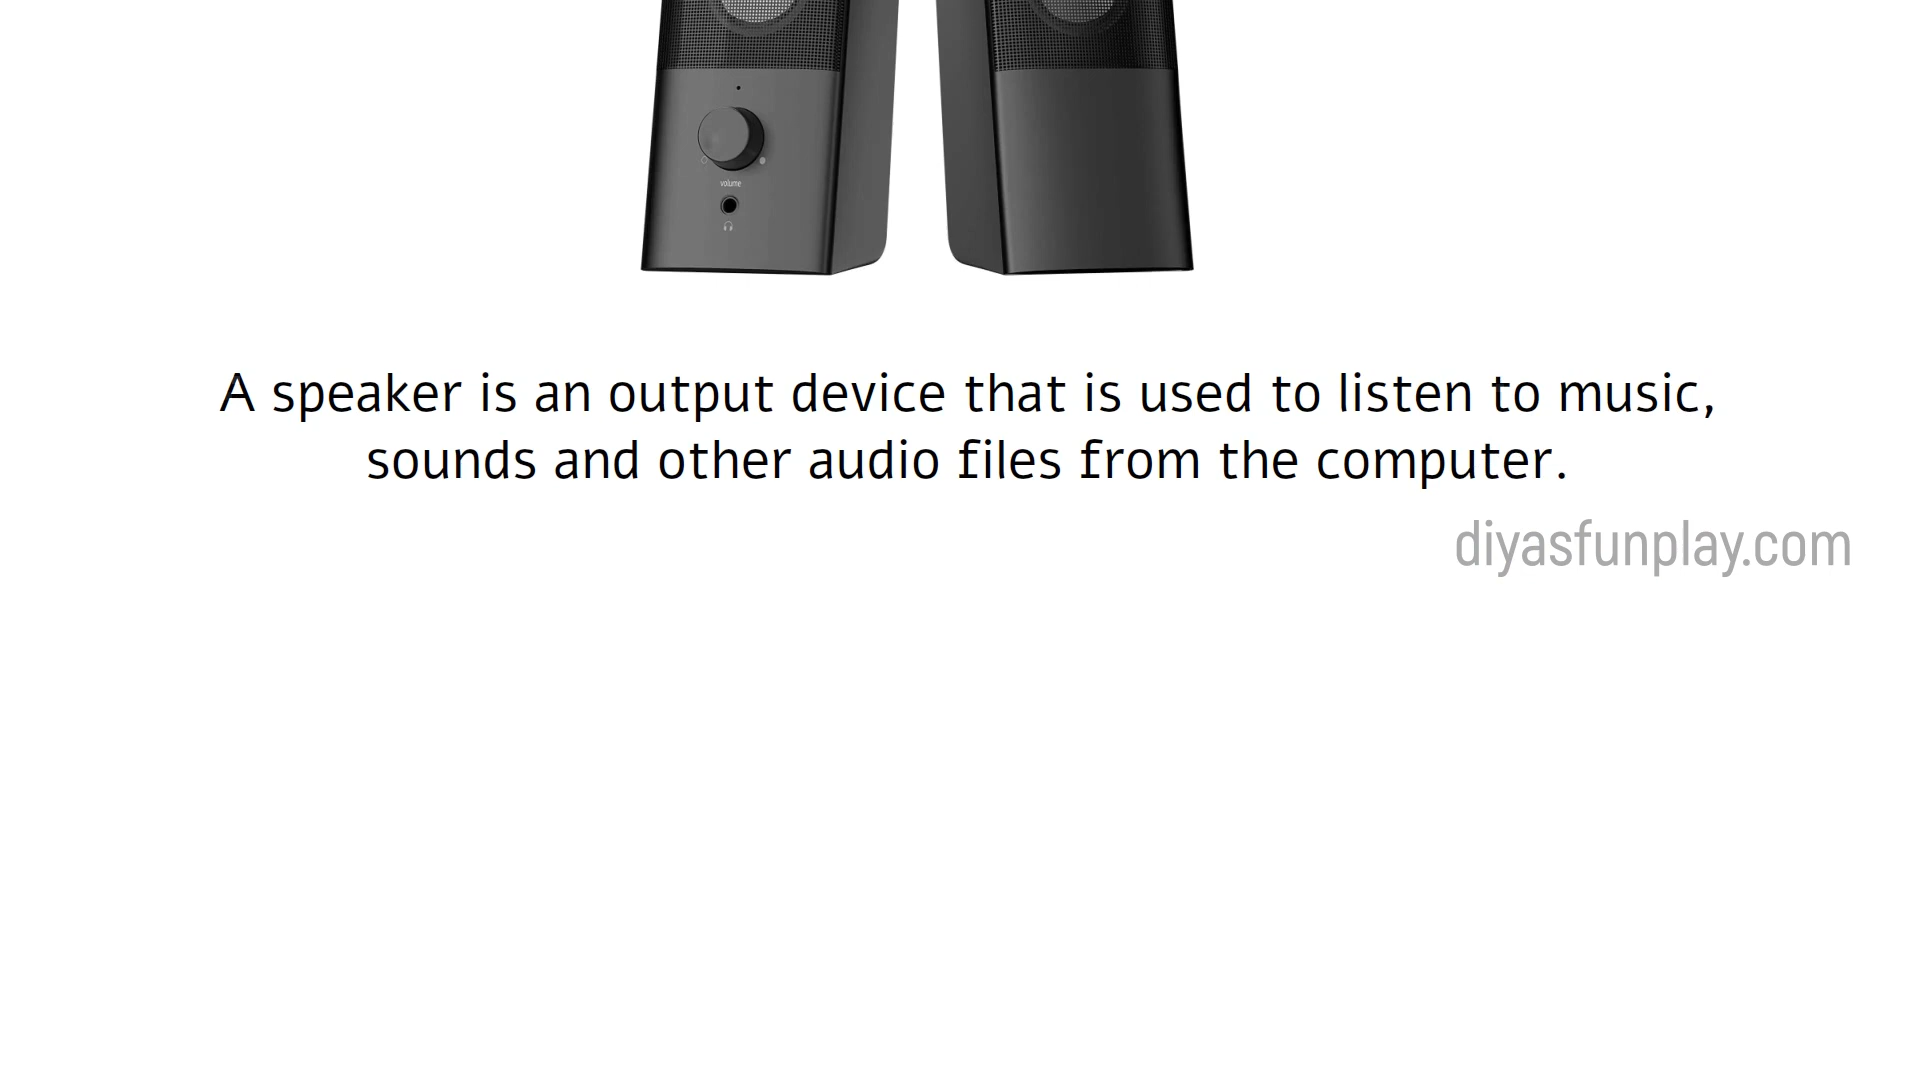 volume
A speaker is an output device that is used to listen to music,
sounds and other audio files from the computer.
diyasfunplay.com